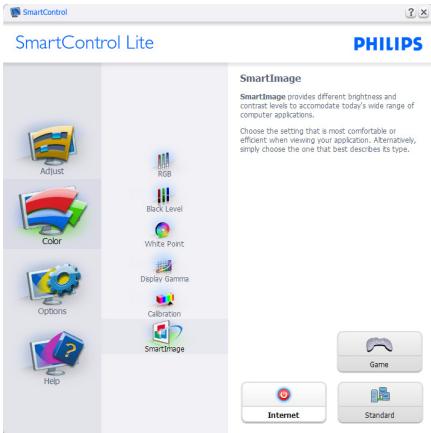 SmartControl
SmartControl Lite
PHILIPS
Adjust
Color
Options
Help
RGB
Black Level
White Point
Display Gamma
Calibration
SmartImage
SmartImage
SmartImage provides different brightness and
contrast levels to accomodate today's wide range of
computer applications.
Choose the setting that is most comfortable or
efficient when viewing your application. Alternatively,
simply choose the one that best describes its type.
Game
Internet
Standard